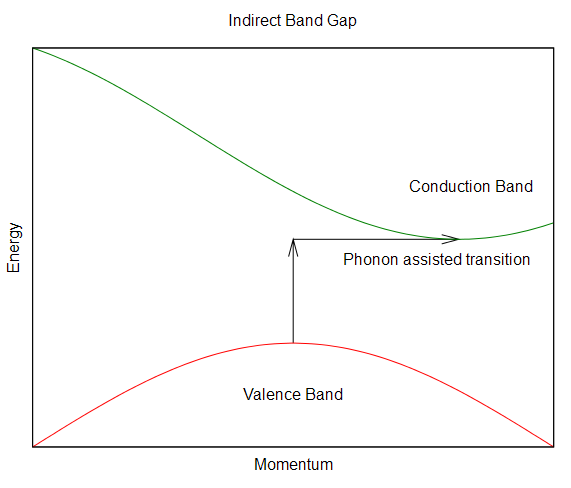 Indirect Band Gap
Conduction Band
Energy
Phonon assisted transition
Valence Band
Momentum